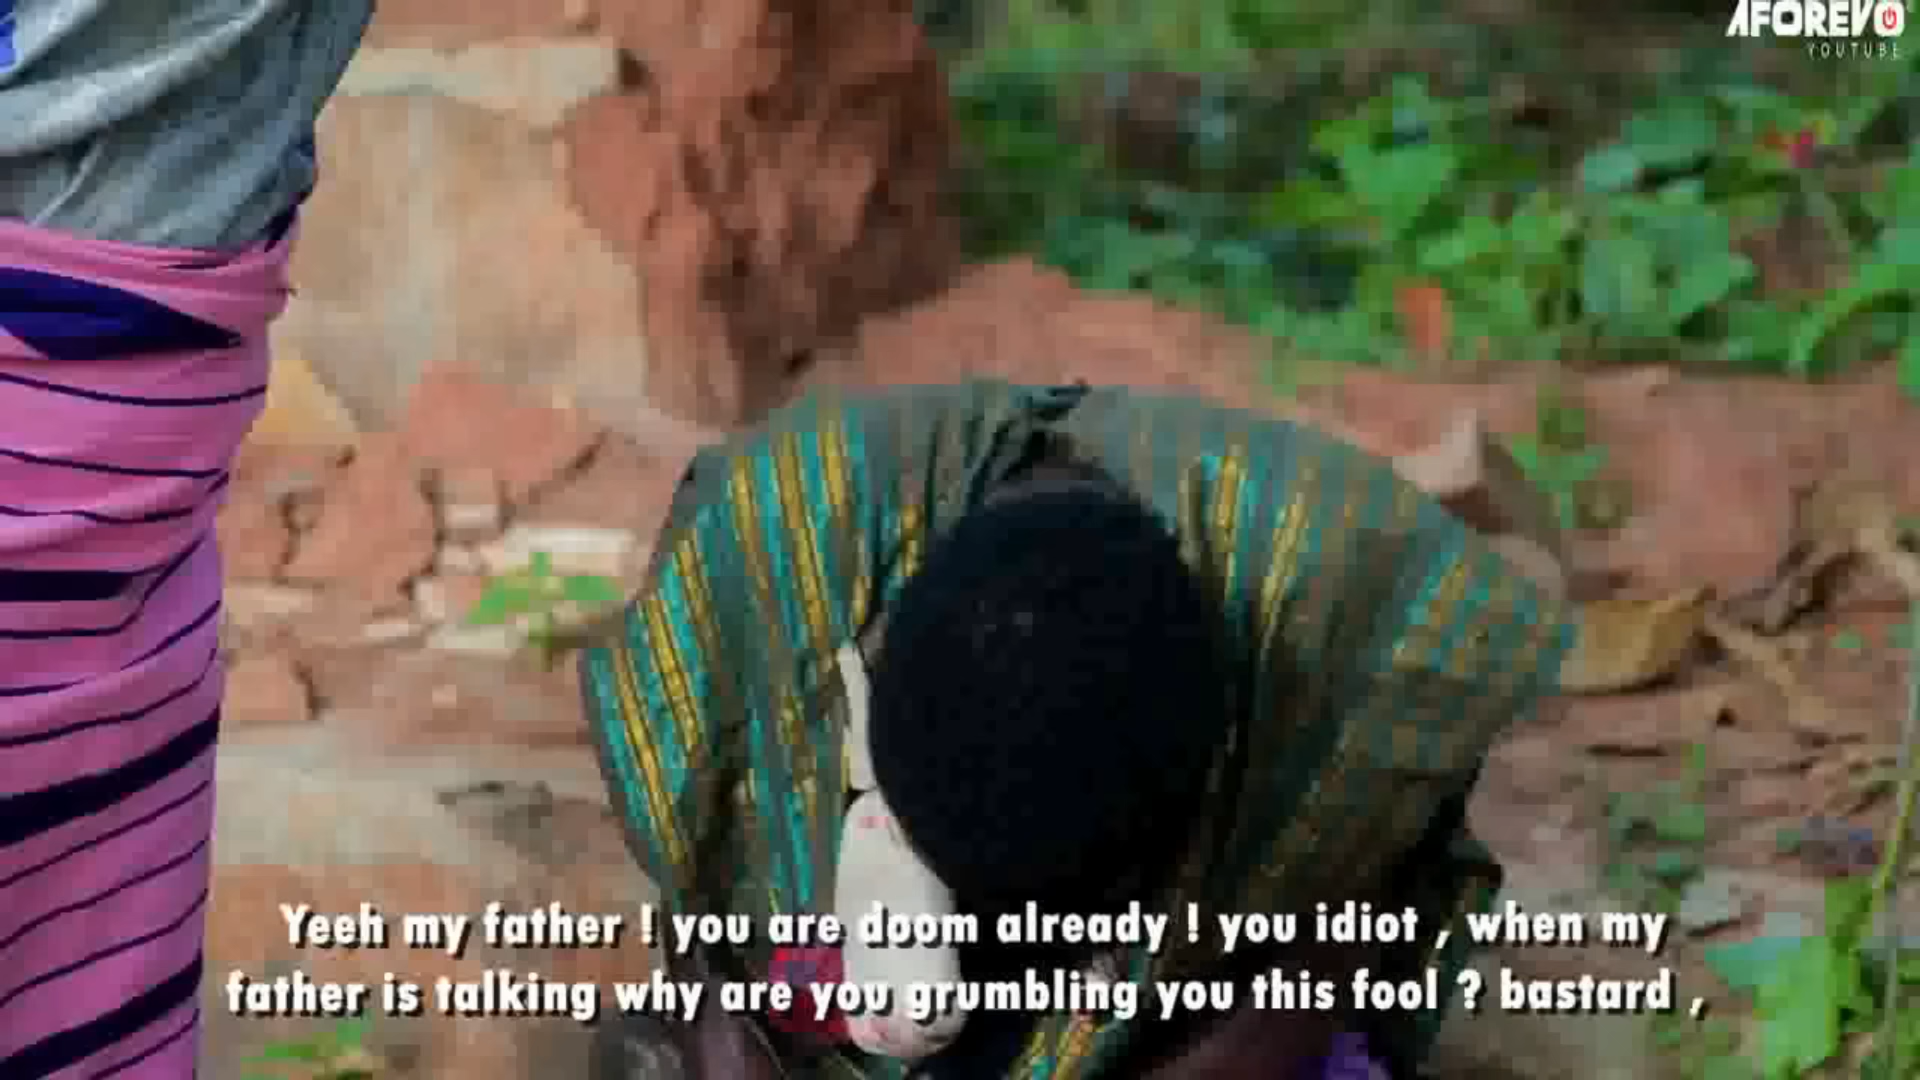 AFOREVO
YOUTUBE
Yeeh my father ! you are doom already ! you idiot , when my
father is talking why are you grumbling you this fool ? bastard ,